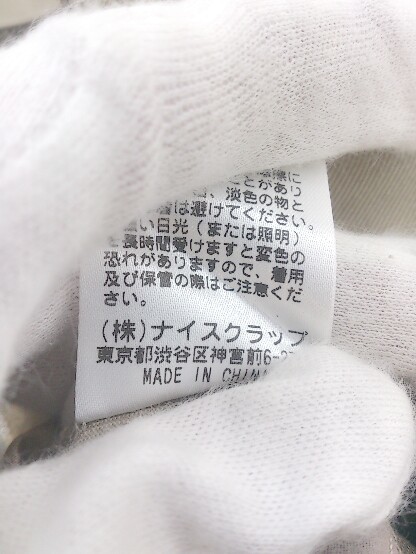 ことがあり
、淡色の物と
は避けてください。
い日光(または照明)
長時間受けますと変色の
恐れがありますので、着用
及び保管の際はご注意くだ
さい。
(株)ナイスクラップ
東京都渋谷区神宮前6-2
MADE IN CHIN